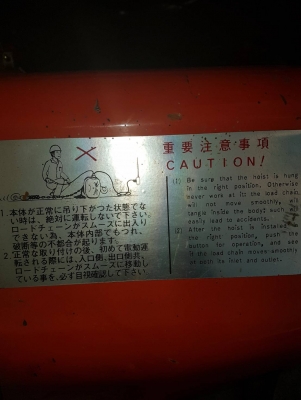 重要注意事項
CAUTION!
1.本体が正常に吊り下がつた状態でな
い時は、絶対に運転しないで下さい。
ロードチェーンがスムーズに出入り
できない為、本体内部でもつれ、
破断等の不都合が起ります。
2.正常な取り付けの後、初めて電動運
転される際には、入口側、出口側共、
ロードチェーンがスムーズに移動し
ている事を、必ず目視確認して下さい。
(1) Be sure that the hoist is hung
in the right position. Otherwise
never work at it; the load chain
will not move smoothly, will
tangle inside the body; such
easily lead to accidents.
(2) After the hoist is installed
the right position, push the
button for operation, and see
if the load chain moves smoothly
at both its inlet and outlet.